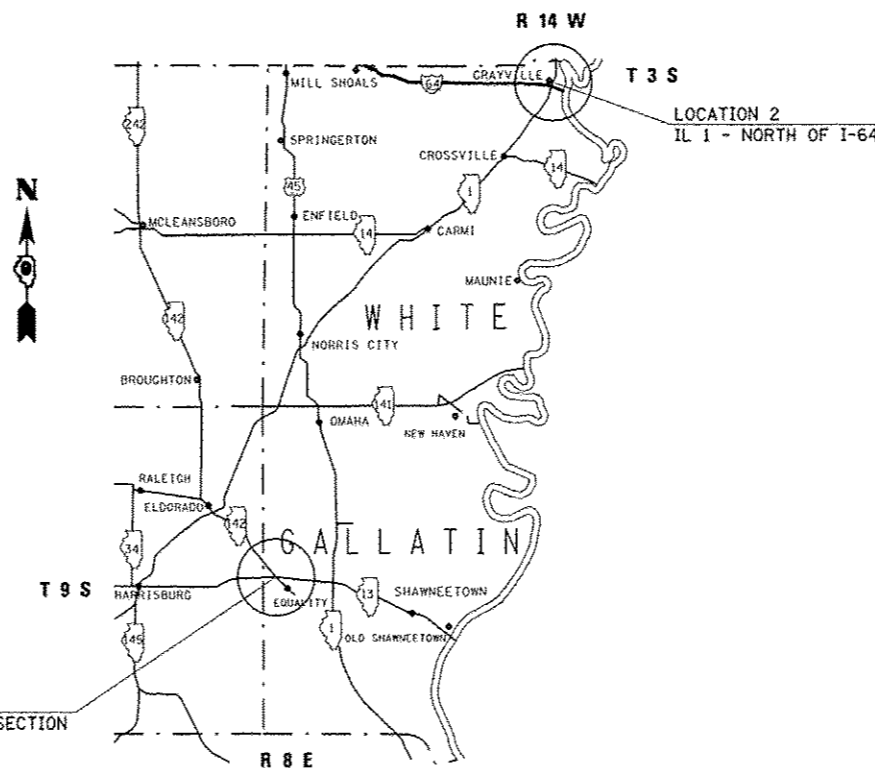 R 14 W
MILL SHOALS
64
GRAYVILLE
T 3 S
LOCATION 2
IL 1 - NORTH OF I-64
242
SPRINGERTON
CROSSVILLE
14
N
45
1
MCLEANSBORO
ENFIELD
14
CARMI
MAUNIE
142
WHITE
NORRIS CITY
BROUGHTON
141
OMAHA
NEW HAVEN
RALEIGH
ELDORADO
142
GALLATIN
34
T 9 S
HARRISBURG
EQUALITY
13
SHAWNEETOWN
145
1
OLD SHAWNEETOWN
SECTION
R 8 E